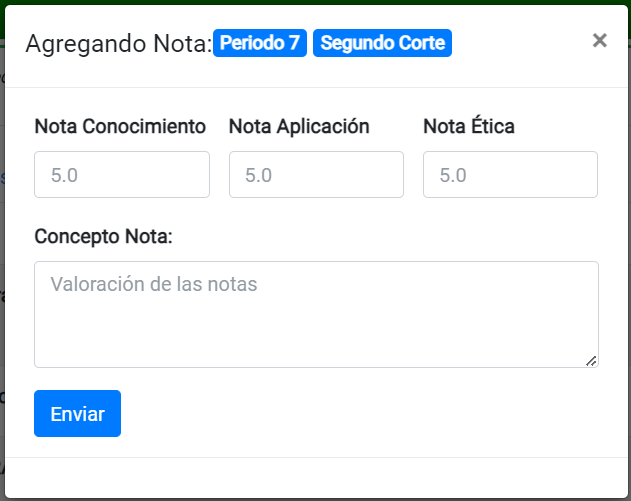 Agregando Nota: Periodo 7 Segundo Corte ×
Nota Conocimiento Nota Aplicación Nota Ética
5.0 5.0 5.0
Concepto Nota:
Valoración de las notas
Enviar